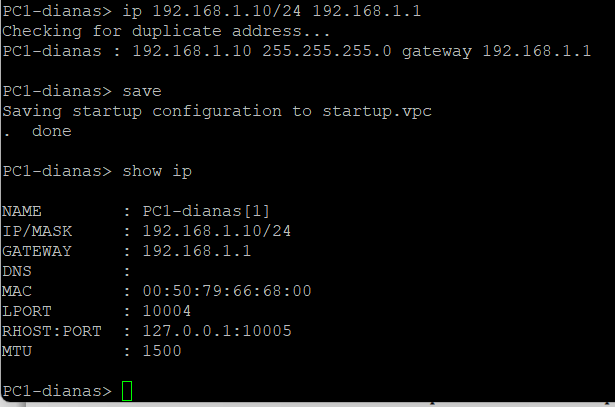 PC1-dianas> ip 192.168.1.10/24 192.168.1.1
Checking for duplicate address...
PC1-dianas : 192.168.1.10 255.255.255.0 gateway 192.168.1.1
PC1-dianas> save
Saving startup configuration to startup.vpc
.  done
PC1-dianas> show ip
NAME        : PC1-dianas[1]
IP/MASK     : 192.168.1.10/24
GATEWAY     : 192.168.1.1
DNS         :
MAC         : 00:50:79:66:68:00
LPORT       : 10004
RHOST:PORT  : 127.0.0.1:10005
MTU         : 1500
PC1-dianas>